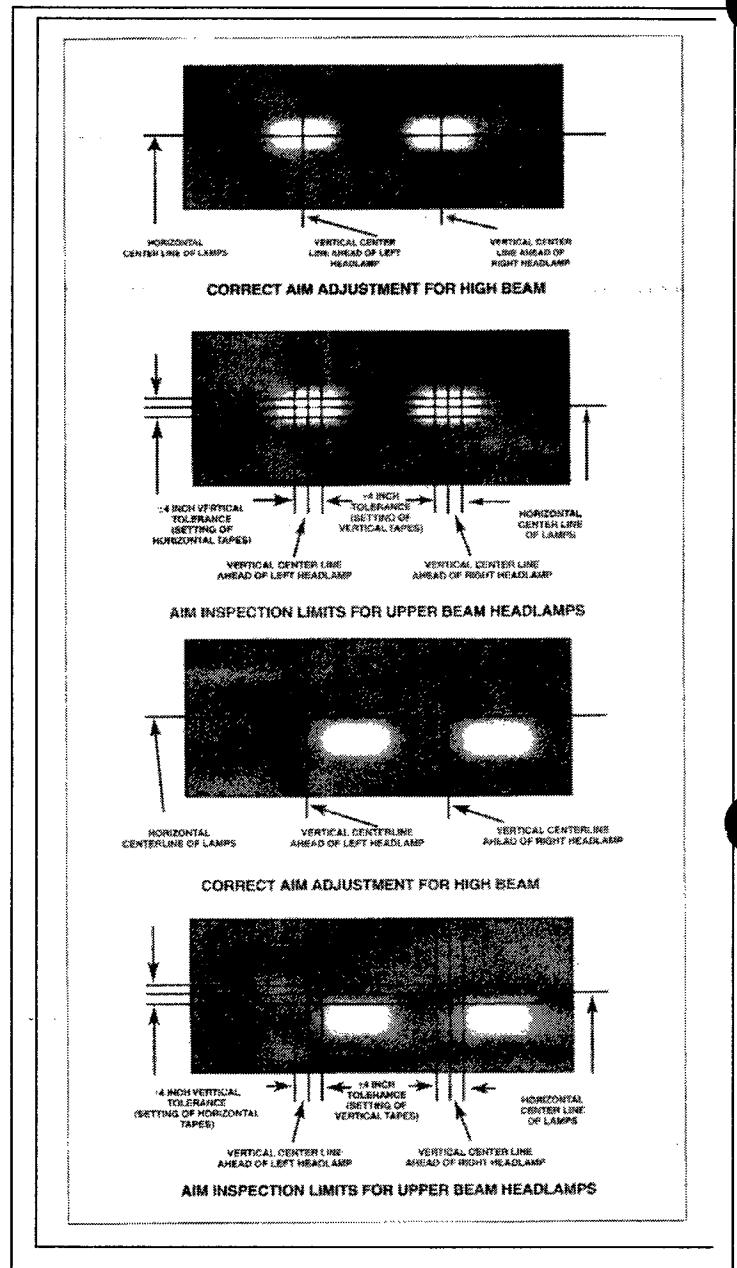 HORIZONTAL
CENTER LINE OF LAMPS
VERTICAL CENTER
LINE AHEAD OF LEFT
HEADLAMP
VERTICAL CENTER
LINE AHEAD OF
RIGHT HEADLAMP
CORRECT AIM ADJUSTMENT FOR HIGH BEAM
±4 INCH VERTICAL
TOLERANCE
(SETTING OF
HORIZONTAL TAPES)
±4 INCH
TOLERANCE
(SETTING OF
VERTICAL TAPES)
HORIZONTAL
CENTER LINE
OF LAMPS
VERTICAL CENTER LINE
AHEAD OF LEFT HEADLAMP
VERTICAL CENTER LINE
AHEAD OF RIGHT HEADLAMP
AIM INSPECTION LIMITS FOR UPPER BEAM HEADLAMPS
HORIZONTAL
CENTERLINE OF LAMPS
VERTICAL CENTERLINE
AHEAD OF LEFT HEADLAMP
VERTICAL CENTERLINE
AHEAD OF RIGHT HEADLAMP
CORRECT AIM ADJUSTMENT FOR HIGH BEAM
±4 INCH VERTICAL
TOLERANCE
(SETTING OF HORIZONTAL
TAPES)
±4 INCH
TOLERANCE
(SETTING OF
VERTICAL TAPES)
HORIZONTAL
CENTER LINE
OF LAMPS
VERTICAL CENTER LINE
AHEAD OF LEFT HEADLAMP
VERTICAL CENTER LINE
AHEAD OF RIGHT HEADLAMP
AIM INSPECTION LIMITS FOR UPPER BEAM HEADLAMPS